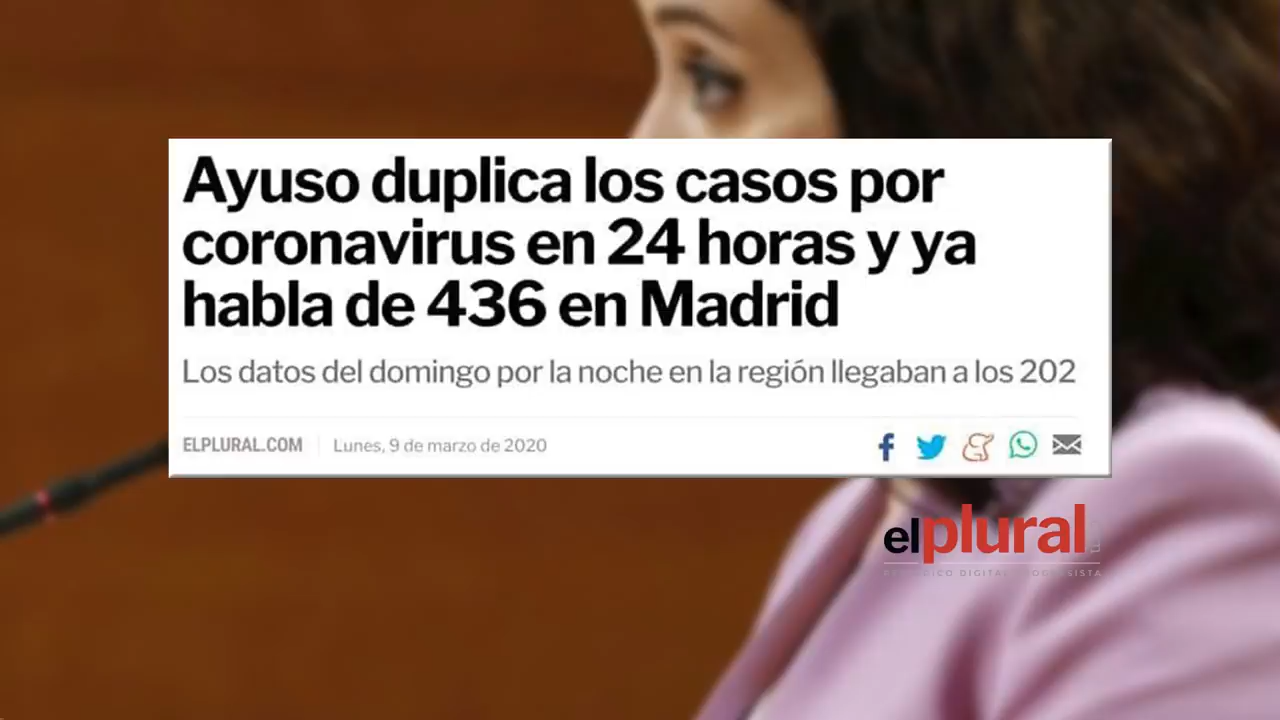 Ayuso duplica los casos por
coronavirus en 24 horas y ya
habla de 436 en Madrid
Los datos del domingo por la noche en la región llegaban a los 202
ELPLURAL.COM
Lunes, 9 de marzo de 2020
elplural